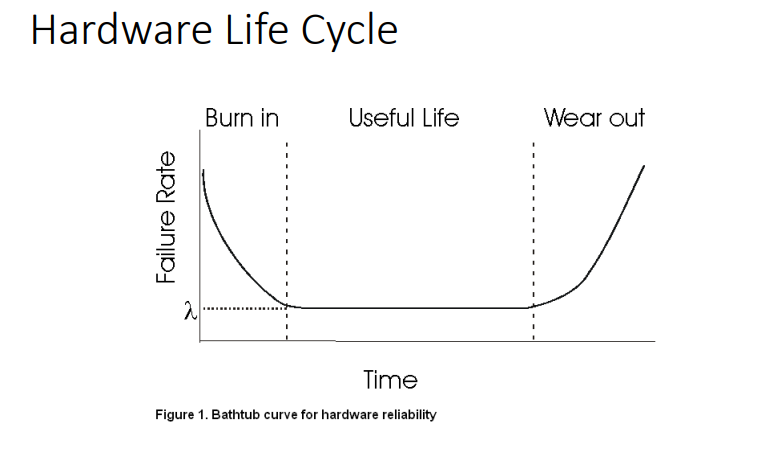 Hardware Life Cycle
Burn in
Useful Life
Wear out
Failure Rate
λ
Time
Figure 1. Bathtub curve for hardware reliability